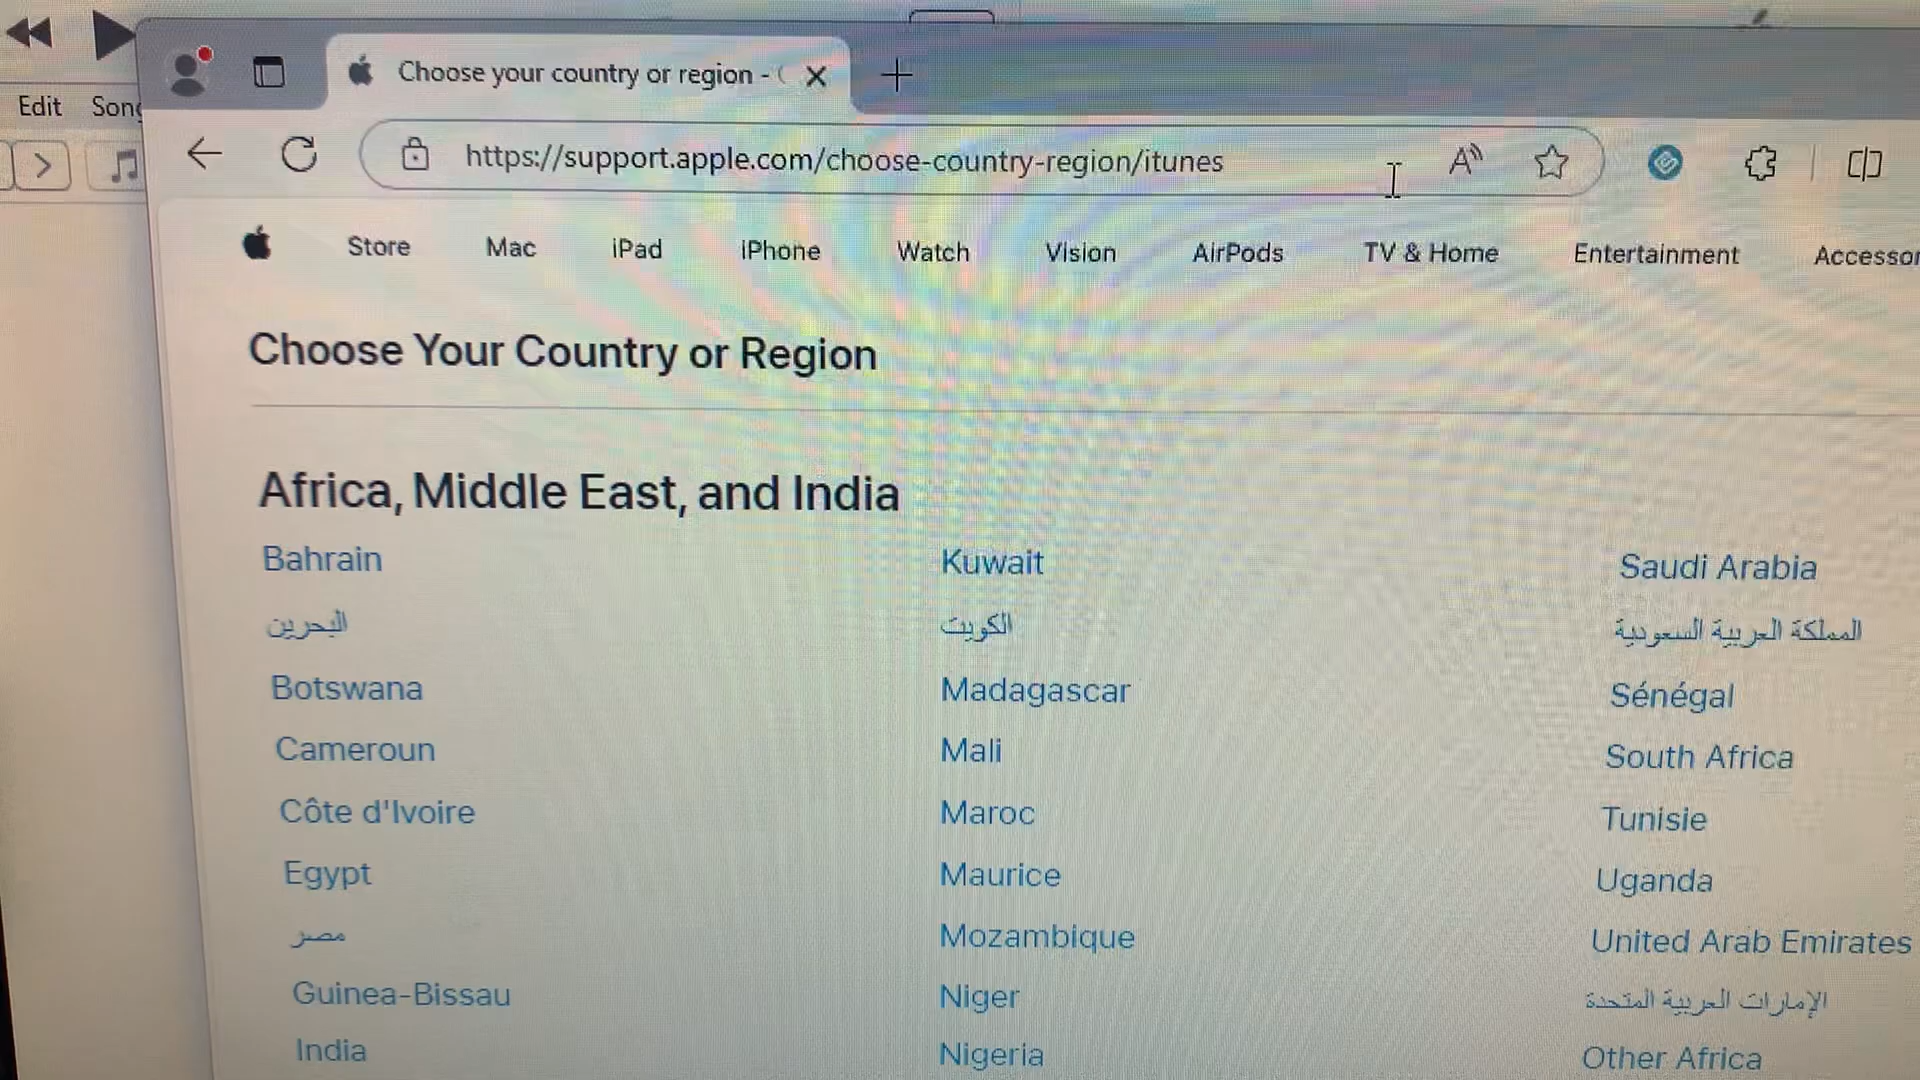 Choose your country or region -
Edit Song
https://support.apple.com/choose-country-region/itunes
Store Mac iPad iPhone Watch Vision AirPods TV & Home Entertainment Accessor
Choose Your Country or Region
Africa, Middle East, and India
Bahrain Kuwait Saudi Arabia
البحرين الكويت المملكة العربية السعودية
Botswana Madagascar Sénégal
Cameroun Mali South Africa
Côte d'Ivoire Maroc Tunisie
Egypt Maurice Uganda
مصر Mozambique United Arab Emirates
Guinea-Bissau Niger الإمارات العربية المتحدة
India Nigeria Other Africa